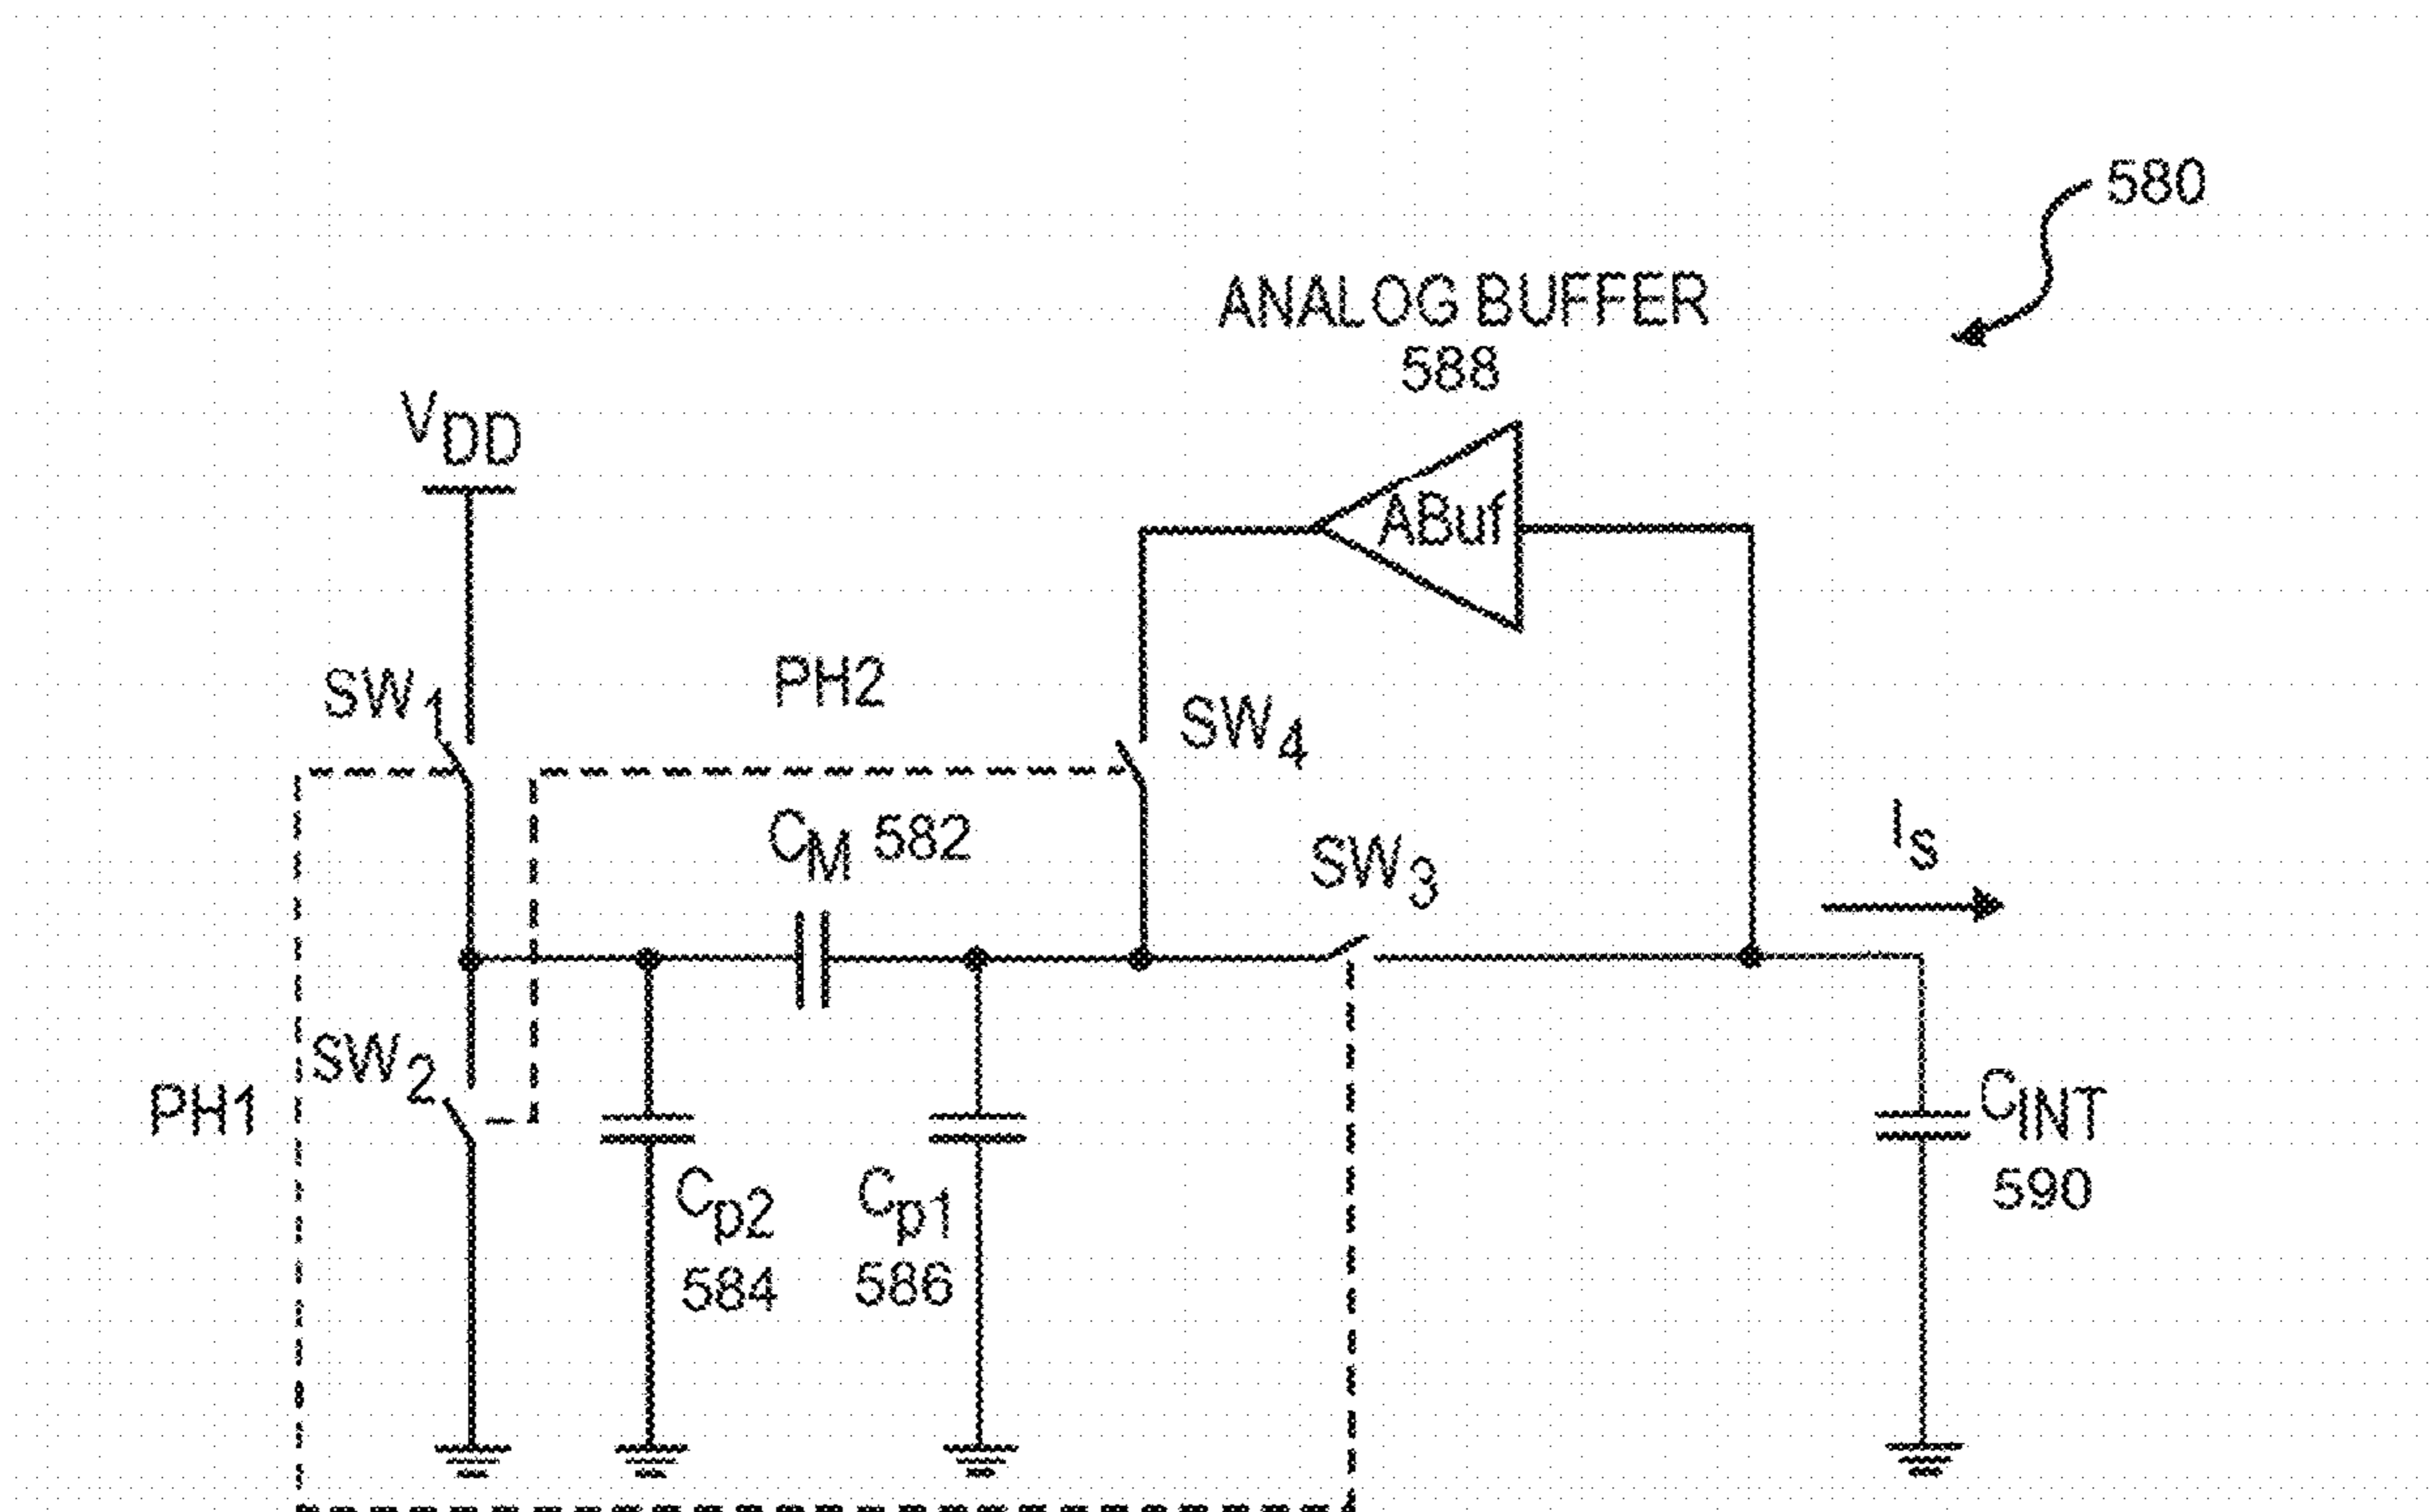 580
ANALOG BUFFER
588
VDD
ABuf
SW1
PH2
SW4
CM 582
SW3
IS
SW2
PH1
CINT
590
Cp2
584
Cp1
586